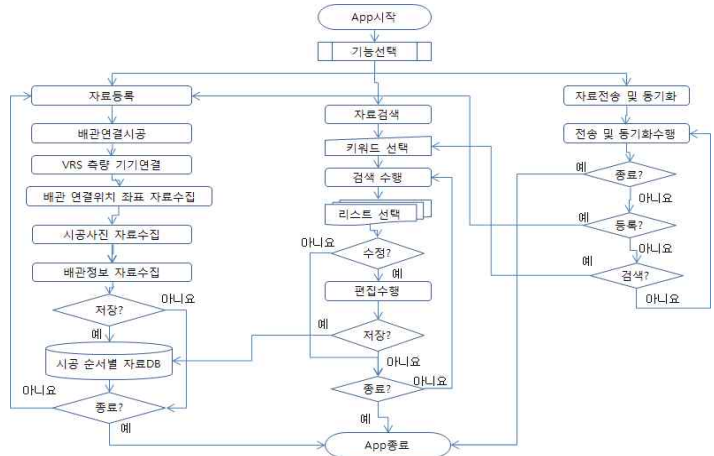 App시작
기능선택
자료등록
배관연결시공
VRS 측량 기기연결
배관 연결위치 좌표 자료수집
시공사진 자료수집
배관정보 자료수집
저장?
아니요
예
시공 순서별 자료DB
아니요
종료?
예
자료검색
키워드 선택
검색 수행
리스트 선택
아니요
수정?
예
편집수행
예
저장?
아니요
종료?
아니요
예
App종료
자료전송 및 동기화
전송 및 동기화수행
예
종료?
아니요
예
등록?
아니요
예
검색?
아니요